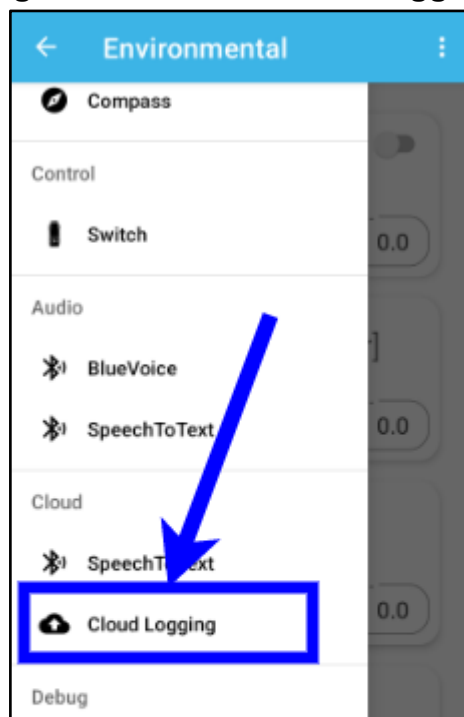 Environmental
Compass
Control
Switch
0.0
Audio
BlueVoice
SpeechToText
0.0
Cloud
SpeechToText
Cloud Logging
0.0
Debug